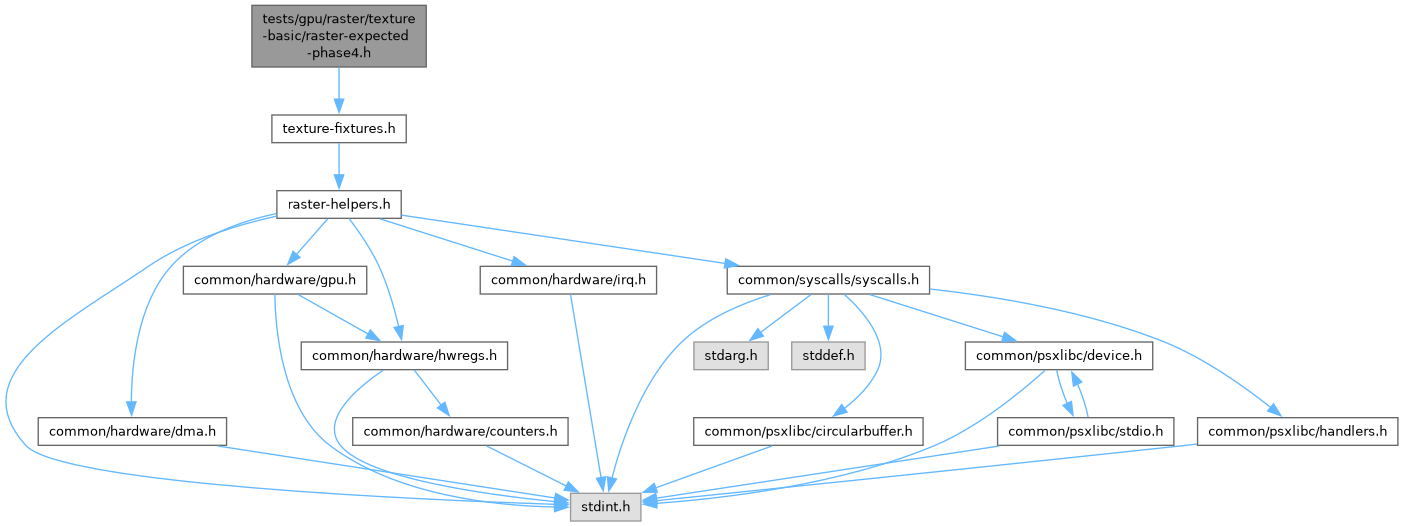 tests/gpu/raster/texture
-basic/raster-expected
-phase4.h
texture-fixtures.h
raster-helpers.h
common/hardware/gpu.h
common/hardware/irq.h
common/syscalls/syscalls.h
common/hardware/hwregs.h
stdarg.h
stddef.h
common/psxlibc/device.h
common/hardware/dma.h
common/hardware/counters.h
common/psxlibc/circularbuffer.h
common/psxlibc/stdio.h
common/psxlibc/handlers.h
stdint.h